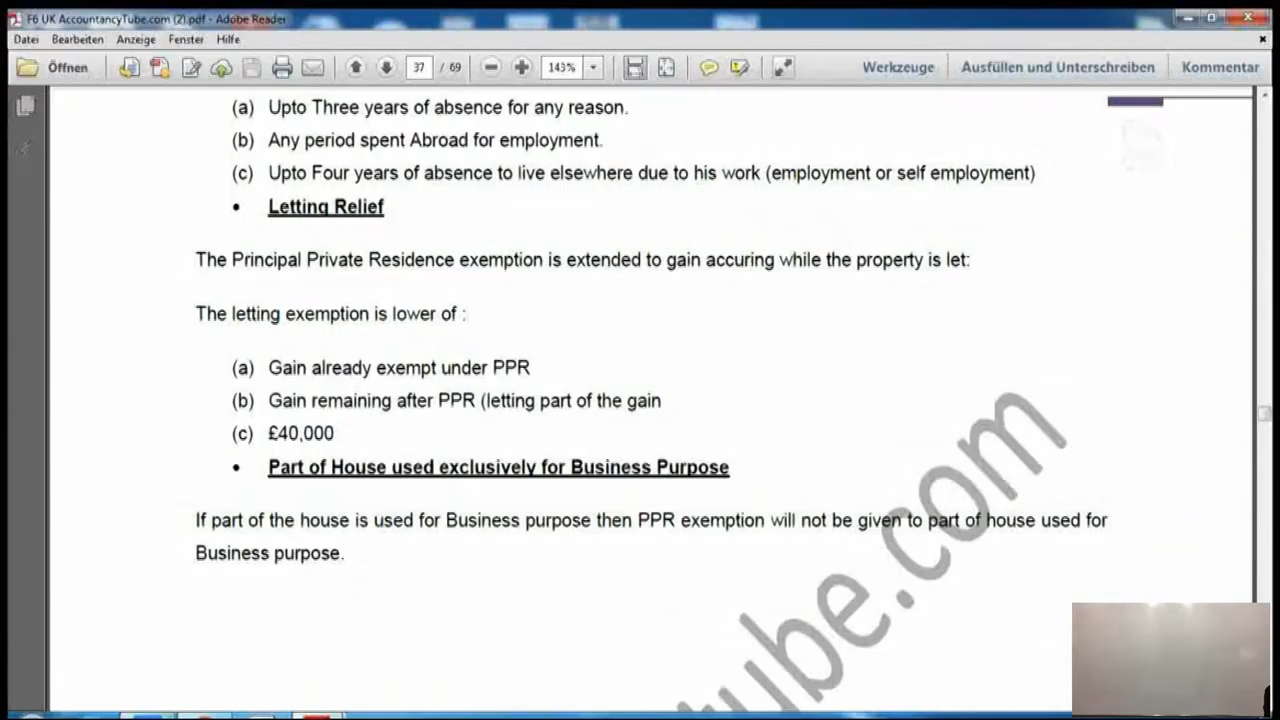 F6 UK AccountancyTube.com (2).pdf - Adobe Reader
Datei Bearbeiten Anzeige Fenster Hilfe
Öffnen 37 / 69 143% Werkzeuge Ausfüllen und Unterschreiben Kommentar
(a) Upto Three years of absence for any reason.
(b) Any period spent Abroad for employment.
(c) Upto Four years of absence to live elsewhere due to his work (employment or self employment)
• Letting Relief
The Principal Private Residence exemption is extended to gain accuring while the property is let:
The letting exemption is lower of :
(a) Gain already exempt under PPR
(b) Gain remaining after PPR (letting part of the gain
(c) £40,000
• Part of House used exclusively for Business Purpose
If part of the house is used for Business purpose then PPR exemption will not be given to part of house used for
Business purpose.
tube.com